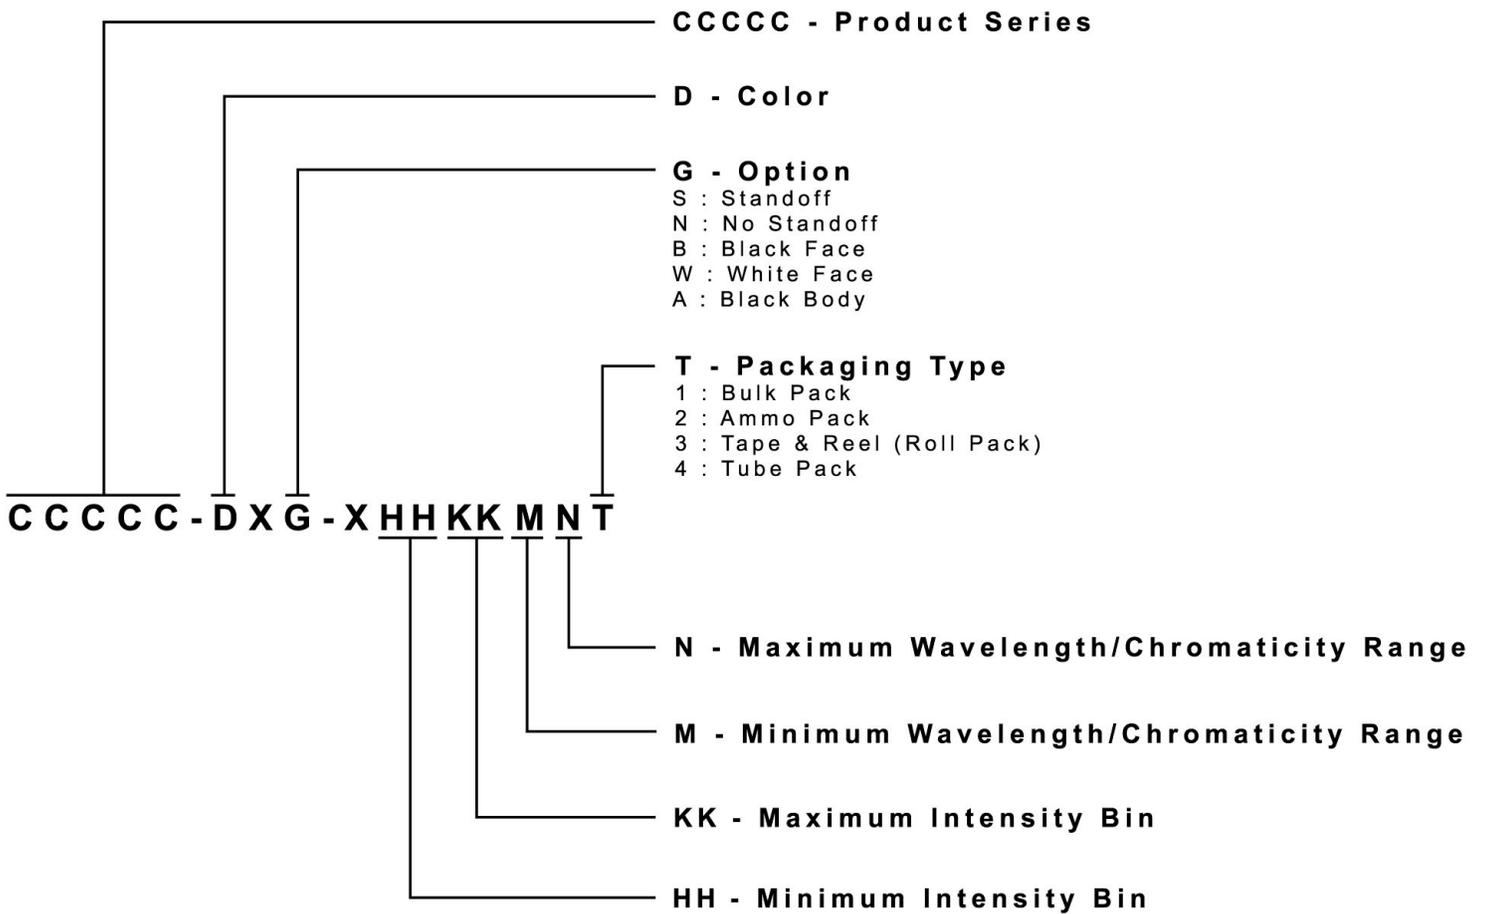 CCCCC - Product Series
D - Color
G - Option
S : Standoff
N : No Standoff
B : Black Face
W : White Face
A : Black Body
T - Packaging Type
1 : Bulk Pack
2 : Ammo Pack
3 : Tape & Reel (Roll Pack)
4 : Tube Pack
CCCCC-DXG-XHHKKMNT
N - Maximum Wavelength/Chromaticity Range
M - Minimum Wavelength/Chromaticity Range
KK - Maximum Intensity Bin
HH - Minimum Intensity Bin